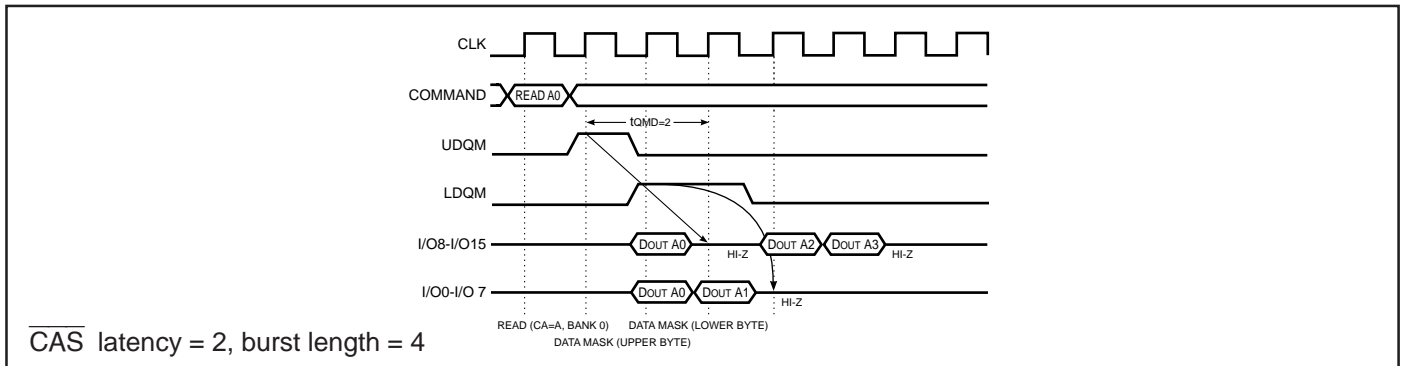 CLK
COMMAND READ A0
tQMD=2
UDQM
LDQM
I/O8-I/O15 DOUT A0 HI-Z DOUT A2 DOUT A3 HI-Z
I/O0-I/O 7 DOUT A0 DOUT A1 HI-Z
READ (CA=A, BANK 0) DATA MASK (LOWER BYTE)
DATA MASK (UPPER BYTE)
CAS latency = 2, burst length = 4